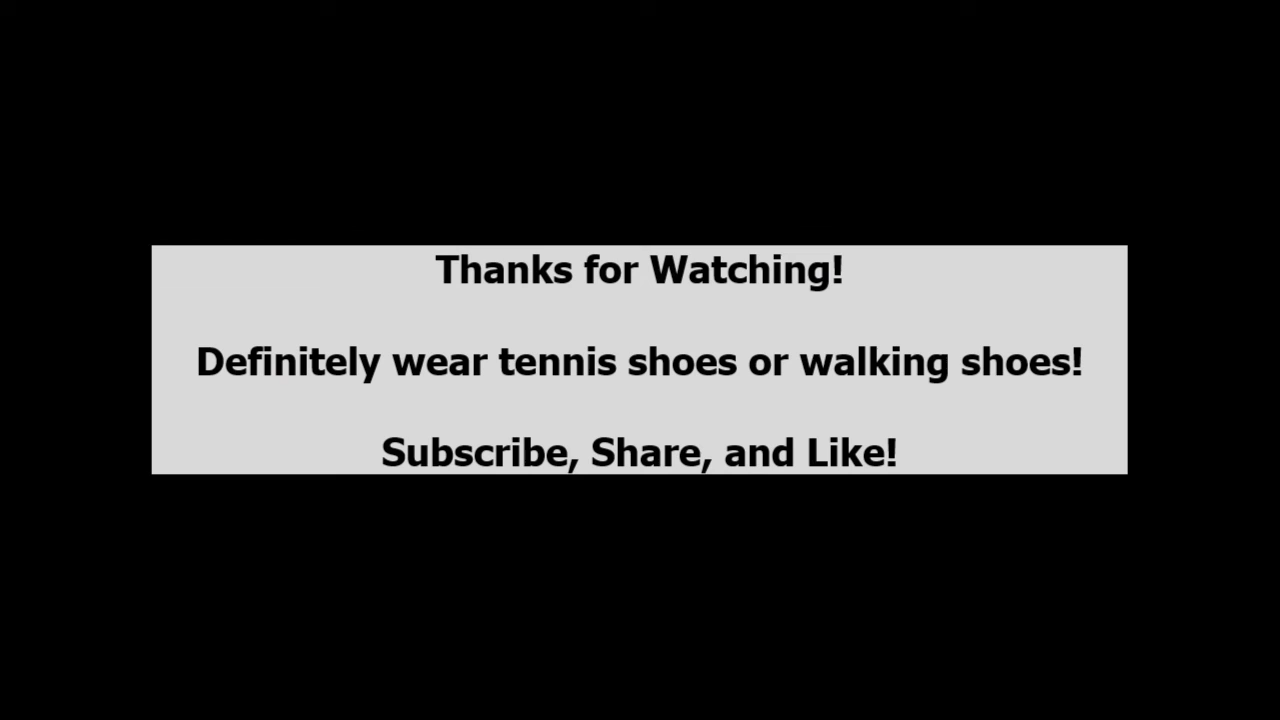 Thanks for Watching!
Definitely wear tennis shoes or walking shoes!
Subscribe, Share, and Like!